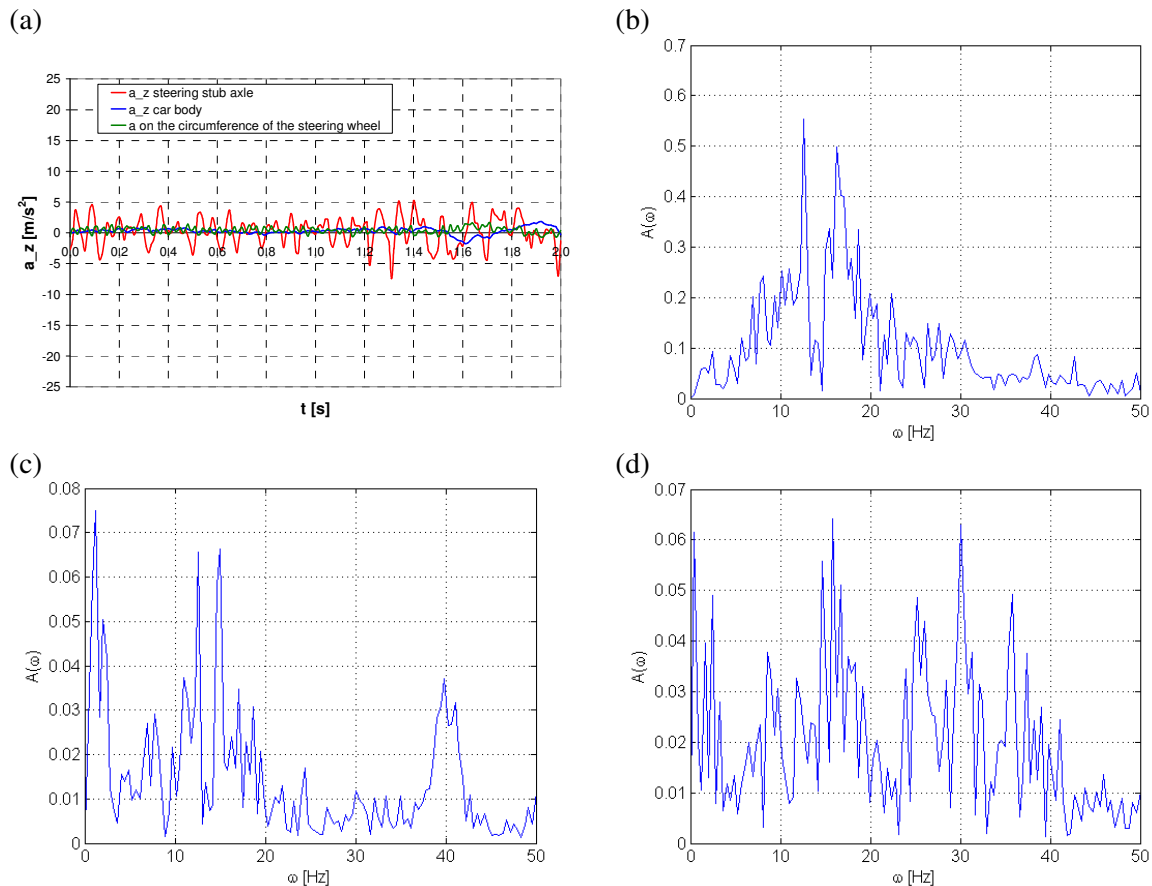 (a)
25
20
15
10
5
0
-5
-10
-15
-20
-25
a_z [m/s²]
a_z steering stub axle
a_z car body
a on the circumference of the steering wheel
0.0 0.2 0.4 0.6 0.8 1.0 1.2 1.4 1.6 1.8 2.0
t [s]
(b)
0.7
0.6
0.5
0.4
0.3
0.2
0.1
0
A(ω)
0 10 20 30 40 50
ω [Hz]
(c)
0.08
0.07
0.06
0.05
0.04
0.03
0.02
0.01
0
A(ω)
0 10 20 30 40 50
ω [Hz]
(d)
0.07
0.06
0.05
0.04
0.03
0.02
0.01
0
A(ω)
0 10 20 30 40 50
ω [Hz]